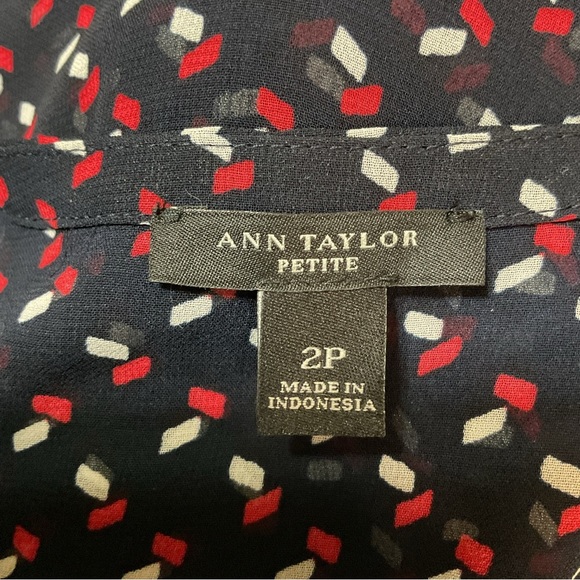 ANN TAYLOR
PETITE
2P
MADE IN
INDONESIA